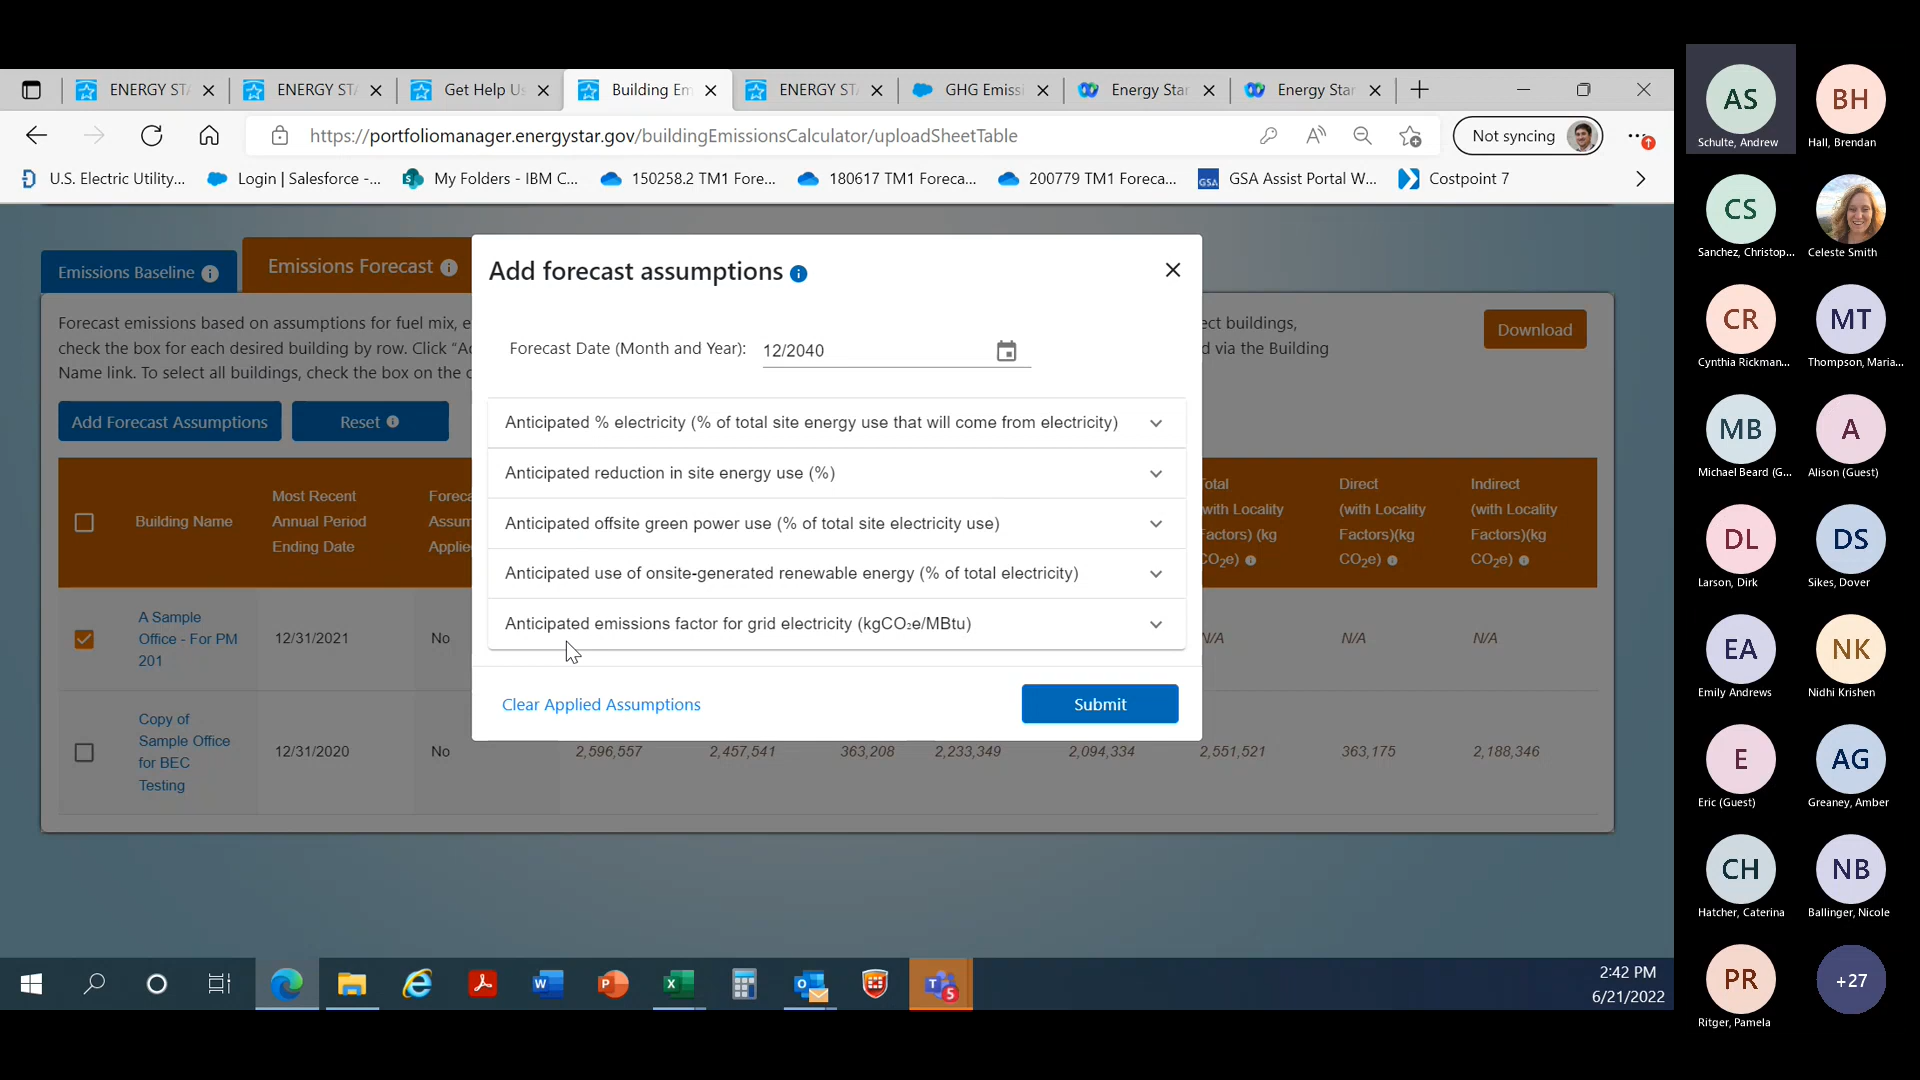 ENERGY ST
ENERGY ST
Get Help U
Building Em
ENERGY ST
GHG Emiss
Energy Star
Energy Star
https://portfoliomanager.energystar.gov/buildingEmissionsCalculator/uploadSheetTable
Not syncing
U.S. Electric Utility...
Login | Salesforce -...
My Folders - IBM C...
150258.2 TM1 Fore...
180617 TM1 Foreca...
200779 TM1 Foreca...
GSA
GSA Assist Portal W...
Costpoint 7
Emissions Baseline
Emissions Forecast
Forecast emissions based on assumptions for fuel mix, e
ect buildings,
check the box for each desired building by row. Click "A
d via the Building
Name link. To select all buildings, check the box on the
Download
Add Forecast Assumptions
Reset
Building Name
Most Recent
Annual Period
Ending Date
Foreca
Assum
Applie
Total
(with Locality
Factors) (kg
CO₂e)
Direct
(with Locality
Factors)(kg
CO₂e)
Indirect
(with Locality
Factors)(kg
CO₂e)
A Sample
Office - For PM
201
12/31/2021
No
N/A
N/A
N/A
Copy of
Sample Office
for BEC
Testing
12/31/2020
No
2,596,557
2,457,541
363,208
2,233,349
2,094,334
2,551,521
363,175
2,188,346
Add forecast assumptions
Forecast Date (Month and Year):
12/2040
Anticipated % electricity (% of total site energy use that will come from electricity)
Anticipated reduction in site energy use (%)
Anticipated offsite green power use (% of total site electricity use)
Anticipated use of onsite-generated renewable energy (% of total electricity)
Anticipated emissions factor for grid electricity (kgCO₂e/MBtu)
Clear Applied Assumptions
Submit
2:42 PM
6/21/2022
AS
Schulte, Andrew
BH
Hall, Brendan
CS
Sanchez, Christop...
Celeste Smith
CR
Cynthia Rickman...
MT
Thompson, Maria...
MB
Michael Beard (G...
A
Alison (Guest)
DL
Larson, Dirk
DS
Sikes, Dover
EA
Emily Andrews
NK
Nidhi Krishen
E
Eric (Guest)
AG
Greaney, Amber
CH
Hatcher, Caterina
NB
Ballinger, Nicole
PR
Ritger, Pamela
+27